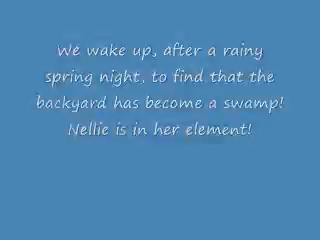 We wake up, after a rainy
spring night, to find that the
backyard has become a swamp!
Nellie is in her element!